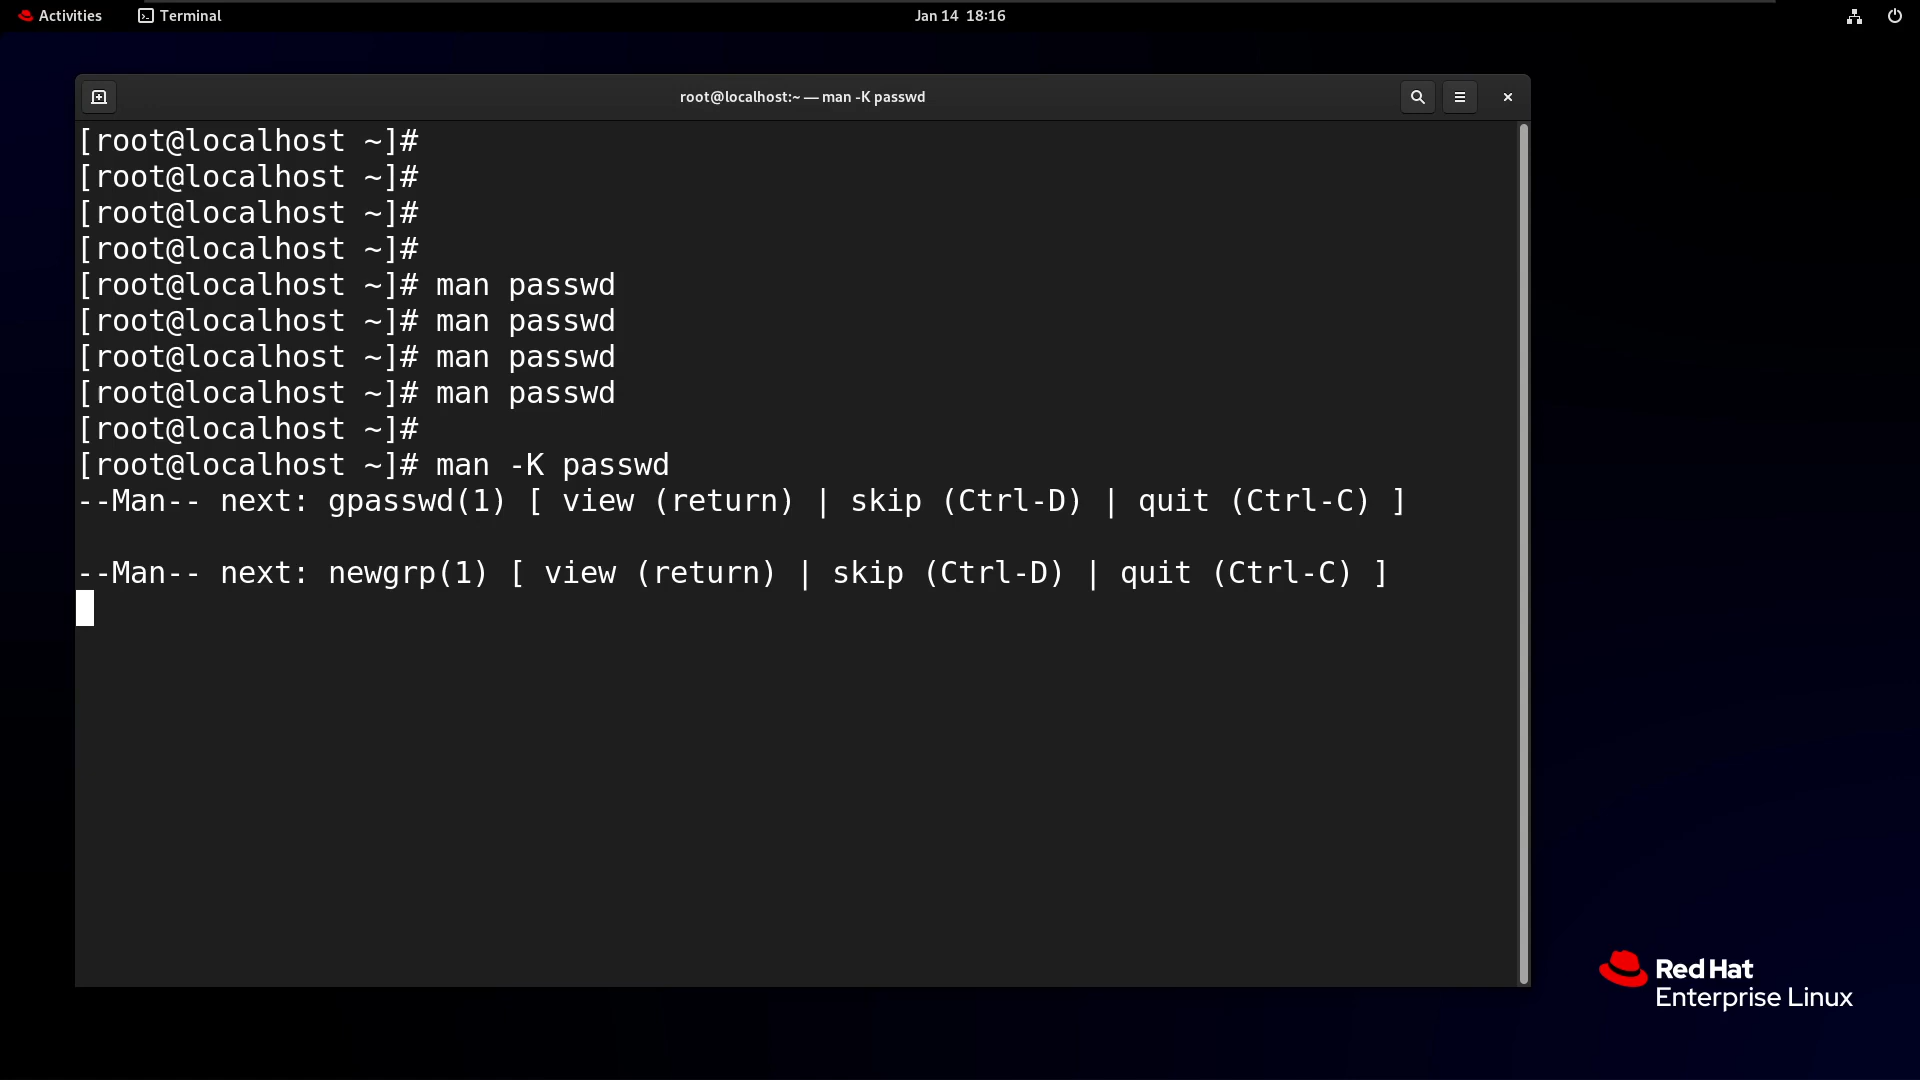 Activities Terminal Jan 14 18:16
root@localhost:~ — man -K passwd
[root@localhost ~]#
[root@localhost ~]#
[root@localhost ~]#
[root@localhost ~]#
[root@localhost ~]# man passwd
[root@localhost ~]# man passwd
[root@localhost ~]# man passwd
[root@localhost ~]# man passwd
[root@localhost ~]#
[root@localhost ~]# man -K passwd
--Man-- next: gpasswd(1) [ view (return) | skip (Ctrl-D) | quit (Ctrl-C) ]
--Man-- next: newgrp(1) [ view (return) | skip (Ctrl-D) | quit (Ctrl-C) ]
Red Hat
Enterprise Linux